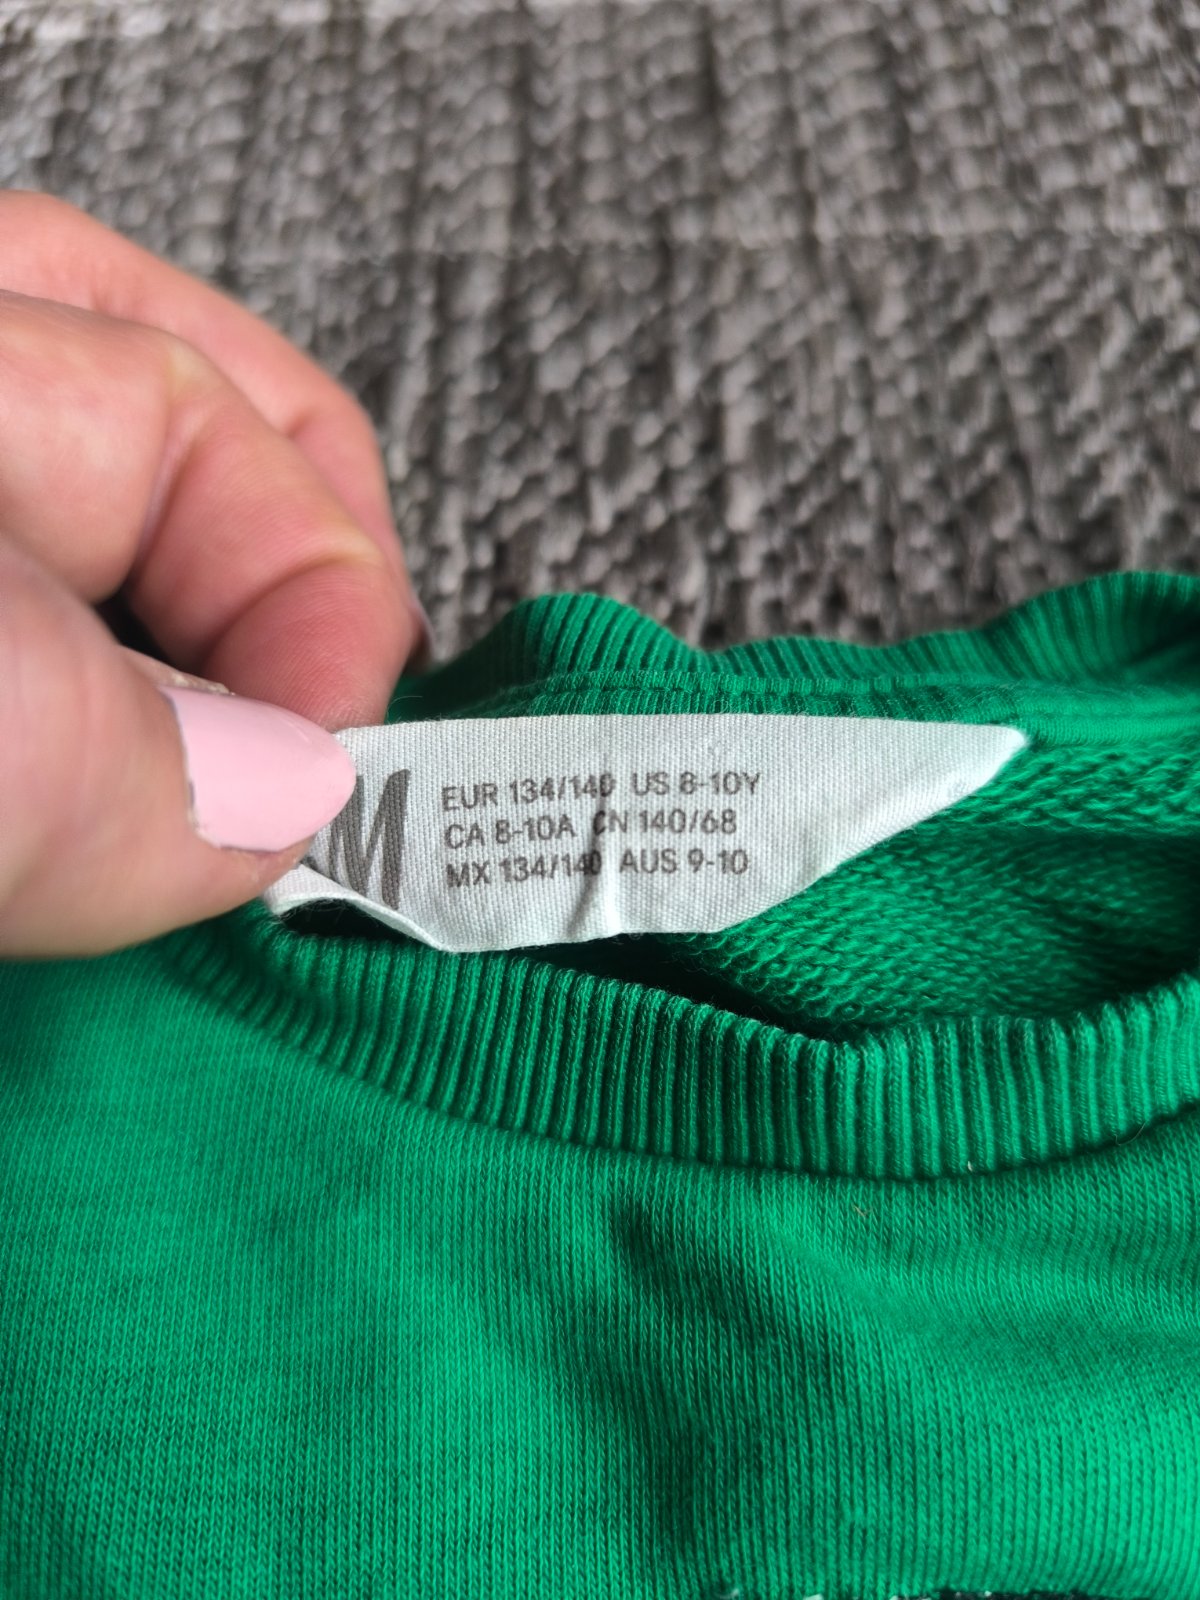 M
EUR 134/140 US 8-10Y
CA 8-10A CN 140/68
MX 134/140 AUS 9-10